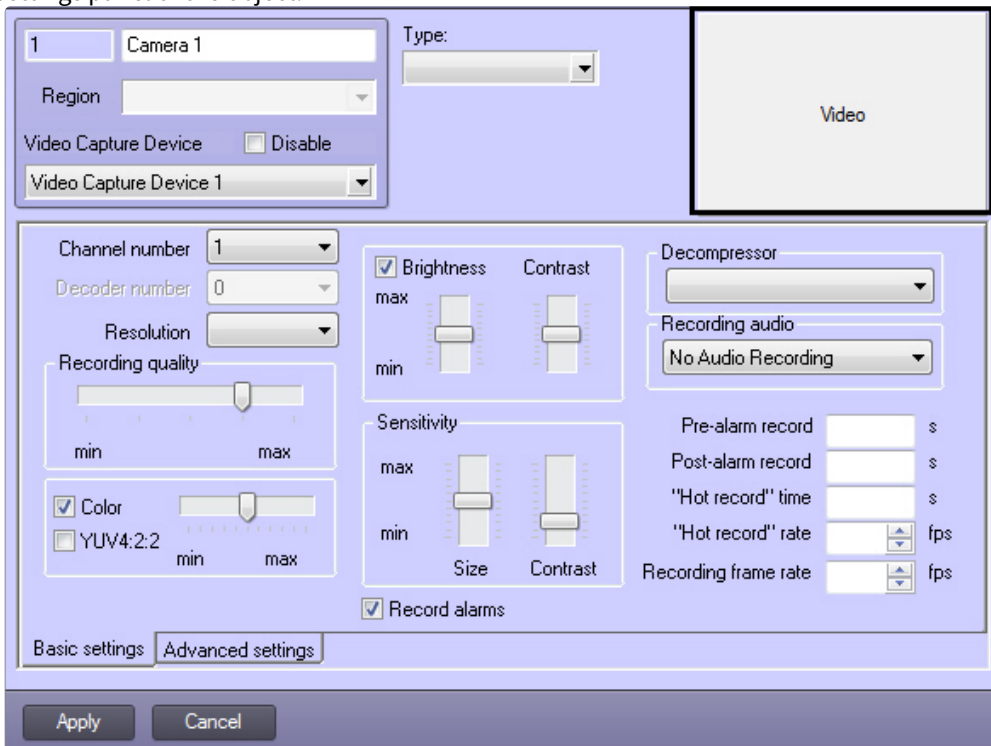 1
Camera 1
Type:
Region
Video Capture Device
Disable
Video Capture Device 1
Video
Channel number 1
Decoder number 0
Resolution
Recording quality
min max
Color
YUV4:2:2
min max
Brightness Contrast
max
min
Sensitivity
max
min
Size Contrast
Record alarms
Decompressor
Recording audio
No Audio Recording
Pre-alarm record s
Post-alarm record s
"Hot record" time s
"Hot record" rate fps
Recording frame rate fps
Basic settings Advanced settings
Apply Cancel